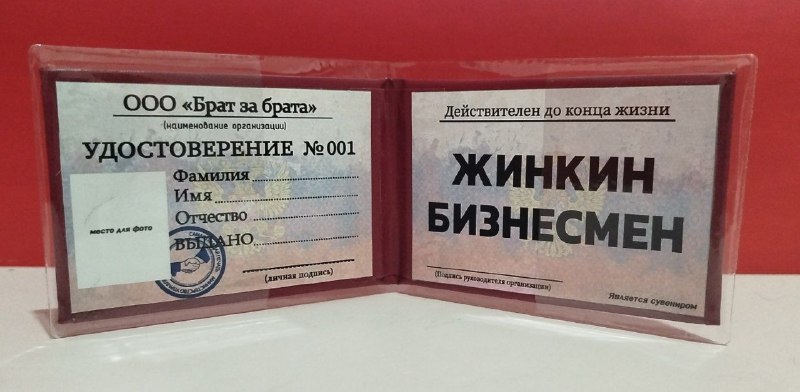 ООО «Брат за брата»
(наименование организации)
УДОСТОВЕРЕНИЕ №001
Фамилия
Имя
Отчество
ВЫДАНО
место для фото
(личная подпись)
Действителен до конца жизни
ЖИНКИН
БИЗНЕСМЕН
(Подпись руководителя организации)
Является сувениром